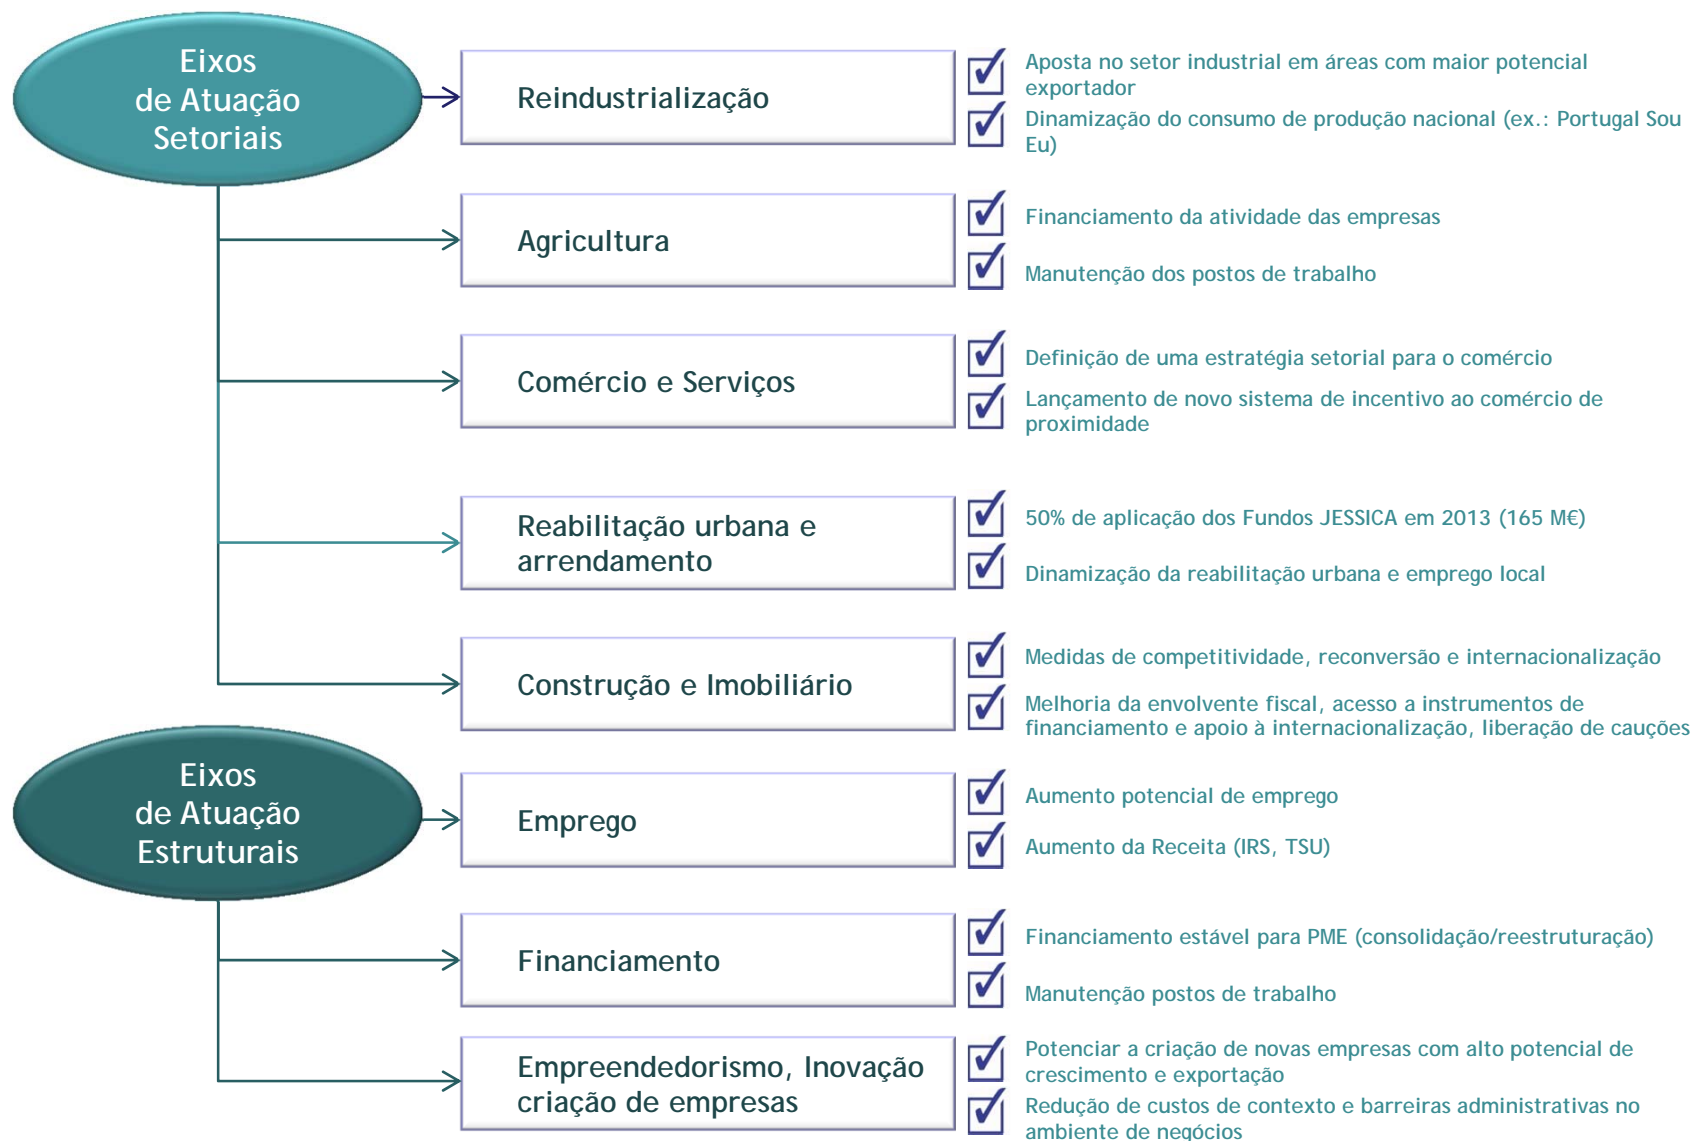 Eixos
de Atuação
Setoriais
Reindustrialização
Aposta no setor industrial em áreas com maior potencial
exportador
Dinamização do consumo de produção nacional (ex.: Portugal Sou
Eu)
Agricultura
Financiamento da atividade das empresas
Manutenção dos postos de trabalho
Comércio e Serviços
Definição de uma estratégia setorial para o comércio
Lançamento de novo sistema de incentivo ao comércio de
proximidade
Reabilitação urbana e
arrendamento
50% de aplicação dos Fundos JESSICA em 2013 (165 M€)
Dinamização da reabilitação urbana e emprego local
Construção e Imobiliário
Medidas de competitividade, reconversão e internacionalização
Melhoria da envolvente fiscal, acesso a instrumentos de
financiamento e apoio à internacionalização, liberação de cauções
Eixos
de Atuação
Estruturais
Emprego
Aumento potencial de emprego
Aumento da Receita (IRS, TSU)
Financiamento
Financiamento estável para PME (consolidação/reestruturação)
Manutenção postos de trabalho
Empreendedorismo, Inovação
criação de empresas
Potenciar a criação de novas empresas com alto potencial de
crescimento e exportação
Redução de custos de contexto e barreiras administrativas no
ambiente de negócios